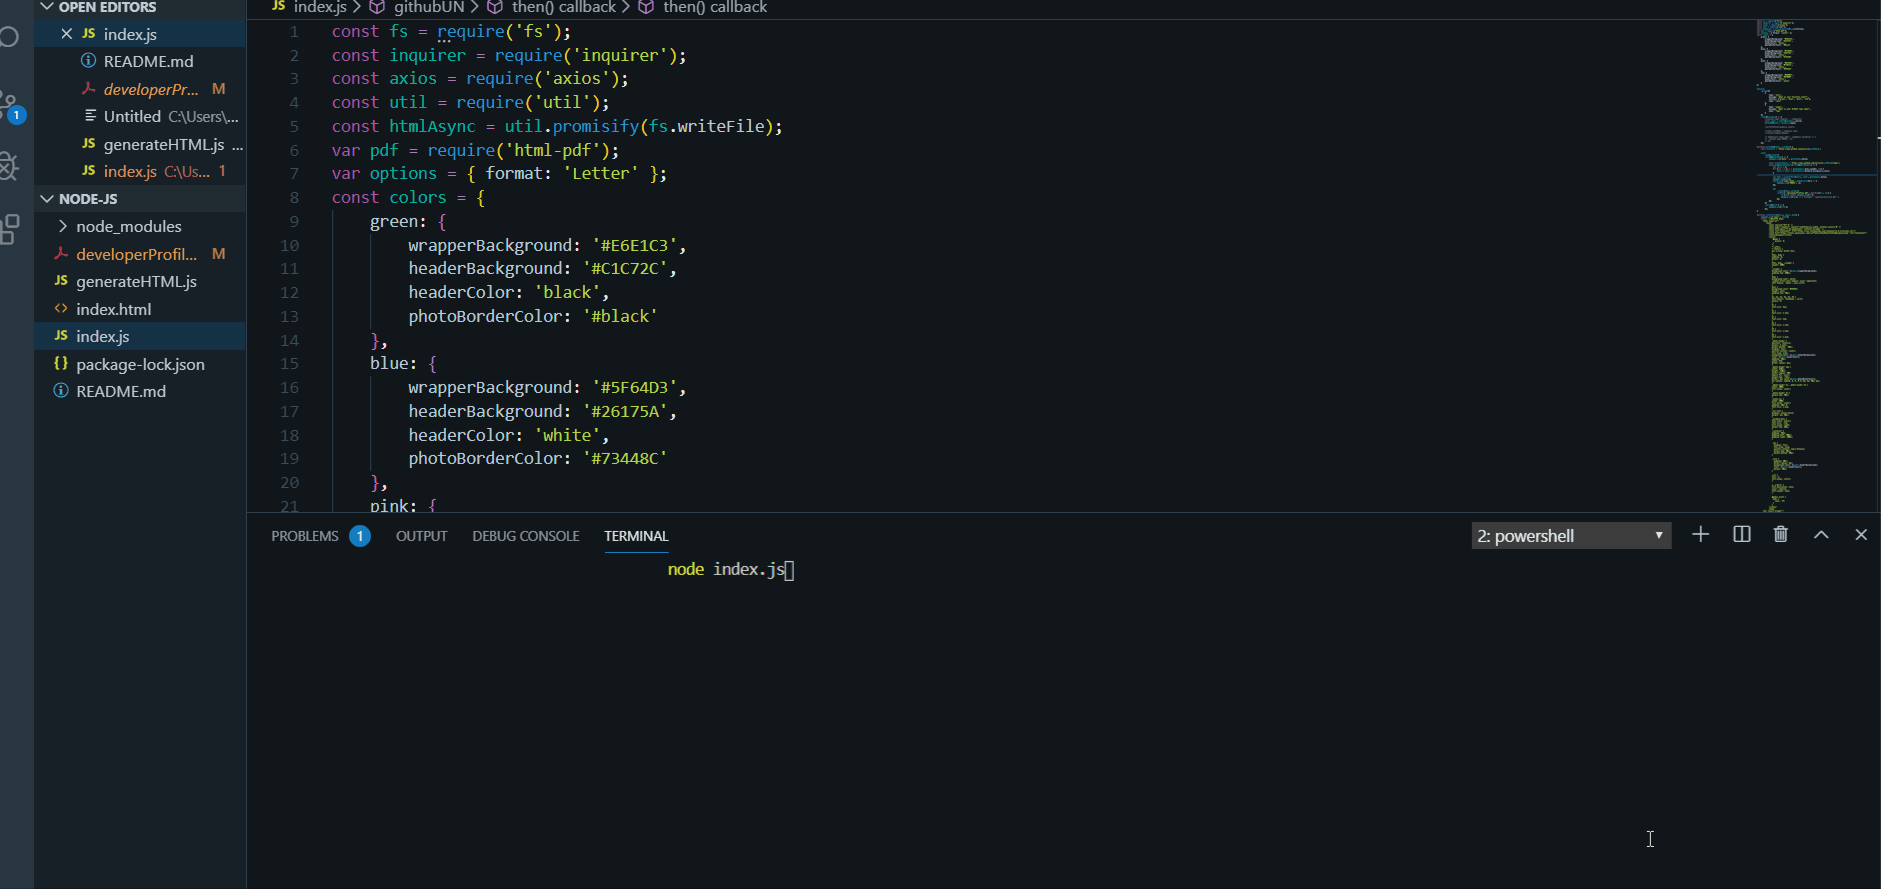 OPEN EDITORS
JS index.js
README.md
developerPr... M
Untitled C:\Users\...
JS generateHTML.js ...
JS index.js C:\Us... 1
NODE-JS
node_modules
developerProfil... M
JS generateHTML.js
<> index.html
JS index.js
{} package-lock.json
README.md
1
JS index.js > githubUN > then() callback > then() callback
1 const fs = require('fs');
2 const inquirer = require('inquirer');
3 const axios = require('axios');
4 const util = require('util');
5 const htmlAsync = util.promisify(fs.writeFile);
6 var pdf = require('html-pdf');
7 var options = { format: 'Letter' };
8 const colors = {
9 green: {
10 wrapperBackground: '#E6E1C3',
11 headerBackground: '#C1C72C',
12 headerColor: 'black',
13 photoBorderColor: '#black'
14 },
15 blue: {
16 wrapperBackground: '#5F64D3',
17 headerBackground: '#26175A',
18 headerColor: 'white',
19 photoBorderColor: '#73448C'
20 },
21 pink: {
PROBLEMS 1 OUTPUT DEBUG CONSOLE TERMINAL 2: powershell
node index.js